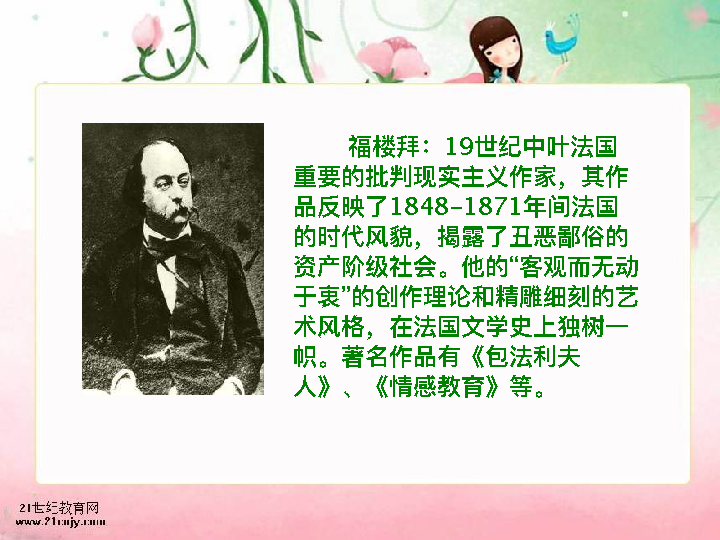 福楼拜：19世纪中叶法国
重要的批判现实主义作家，其作
品反映了1848-1871年间法国
的时代风貌，揭露了丑恶鄙俗的
资产阶级社会。他的“客观而无动
于衷”的创作理论和精雕细刻的艺
术风格，在法国文学史上独树一
帜。著名作品有《包法利夫
人》、《情感教育》等。
21世纪教育网
www.21cnjy.com